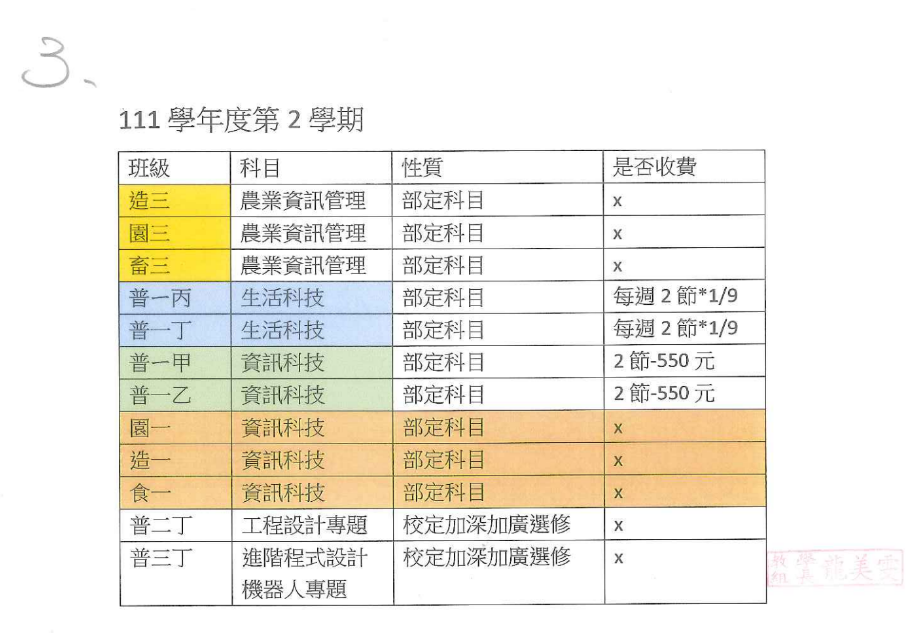 3、
111 學年度第 2 學期
班級 科目 性質 是否收費
造三 農業資訊管理 部定科目 x
園三 農業資訊管理 部定科目 x
畜三 農業資訊管理 部定科目 x
普一丙 生活科技 部定科目 每週 2 節*1/9
普一丁 生活科技 部定科目 每週 2 節*1/9
普一甲 資訊科技 部定科目 2 節-550 元
普一乙 資訊科技 部定科目 2 節-550 元
園一 資訊科技 部定科目 x
造一 資訊科技 部定科目 x
食一 資訊科技 部定科目 x
普二丁 工程設計專題 校定加深加廣選修 x
普三丁 進階程式設計 校定加深加廣選修 x
機器人專題
龍美雯